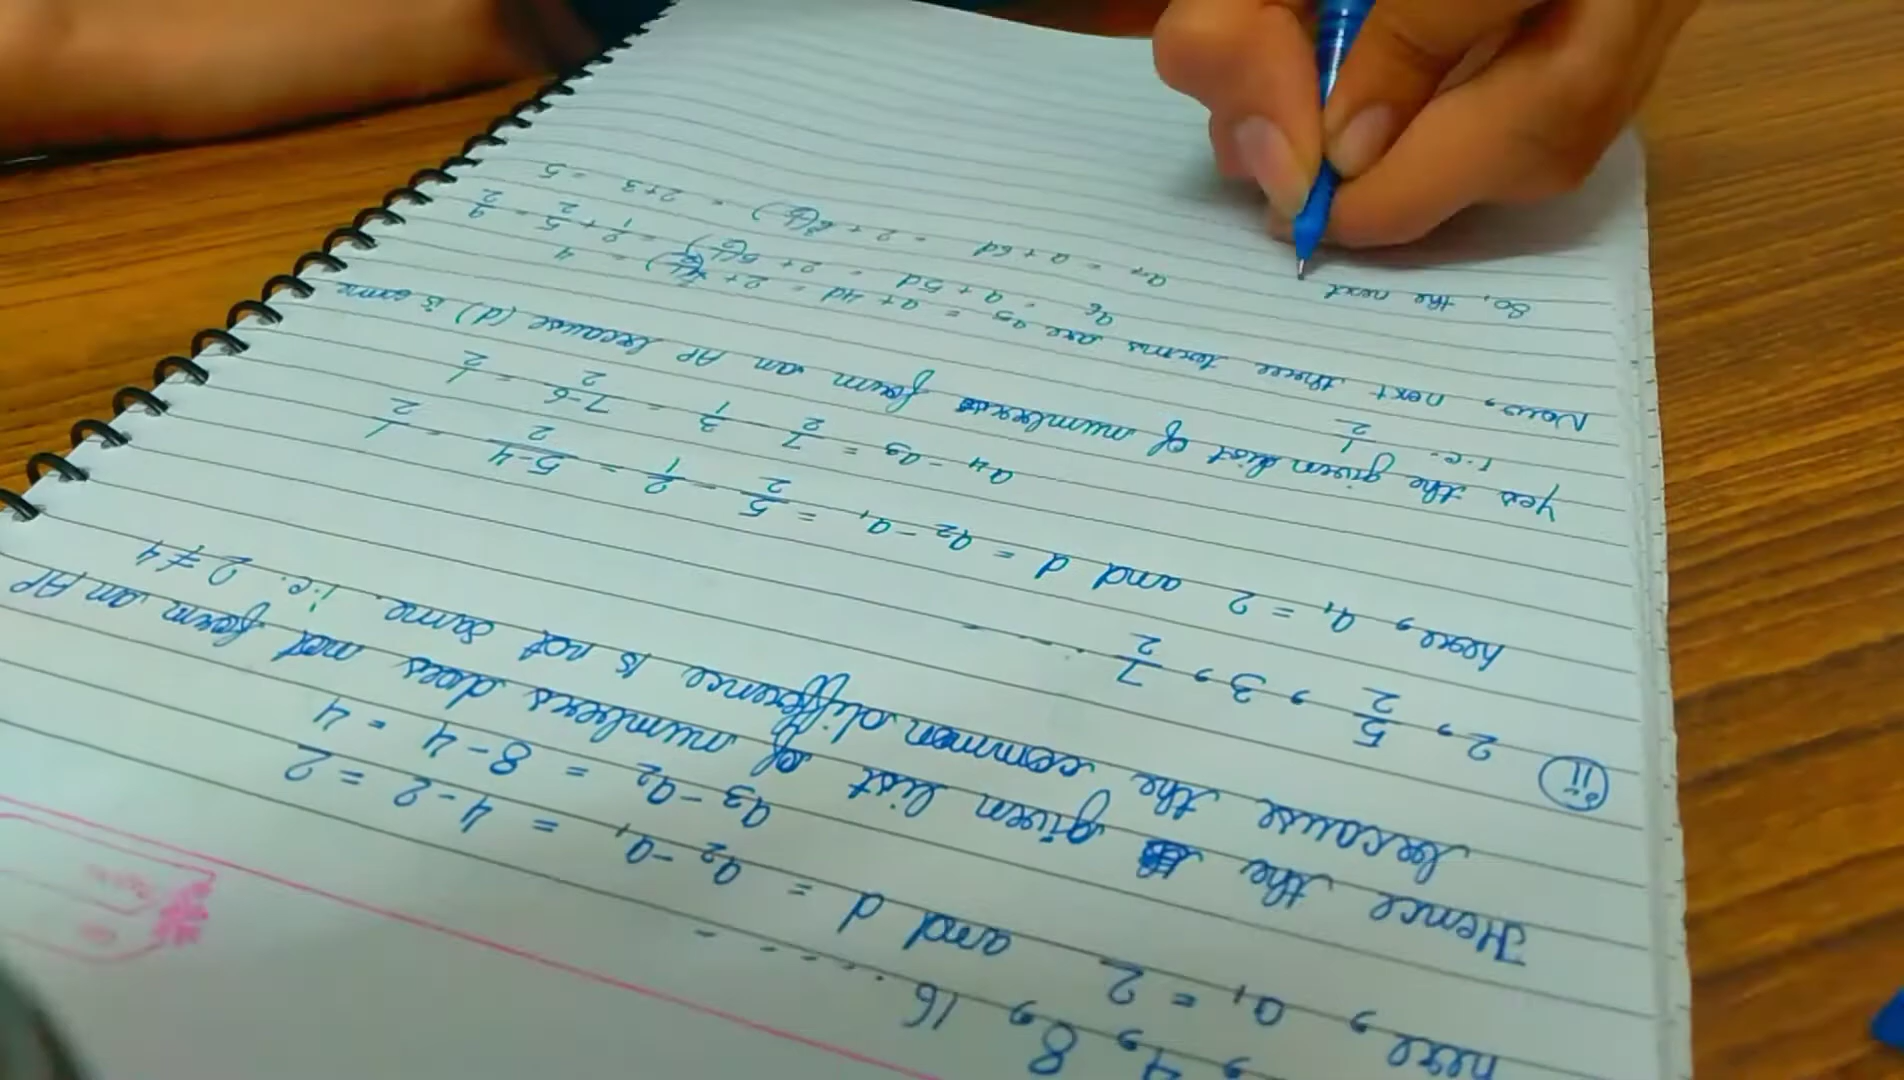 , 4, 8, 16 .....
here, a₁ = 2 and d = a₂ - a₁ = 4 - 2 = 2
a₃ - a₂ = 8 - 4 = 4
Hence the given list of numbers does not form an AP
because the common difference is not same. i.e. 2 ≠ 4
(ii) 2, 5/2, 3, 7/2 ....
here, a₁ = 2 and d = a₂ - a₁ = 5/2 - 2/1 = 5-4/2 = 1/2
a₄ - a₃ = 7/2 - 3/1 = 7-6/2 = 1/2
Yes the given list of numbers form an AP because (d) is same
i.e. 1/2
Now, next three terms are a₅ = a + 4d = 2 + 4(1/2) = 4
a₆ = a + 5d = 2 + 5(1/2) = 2/1 + 5/2 = 9/2
a₇ = a + 6d = 2 + 6(1/2) = 2+3 = 5
So, the next